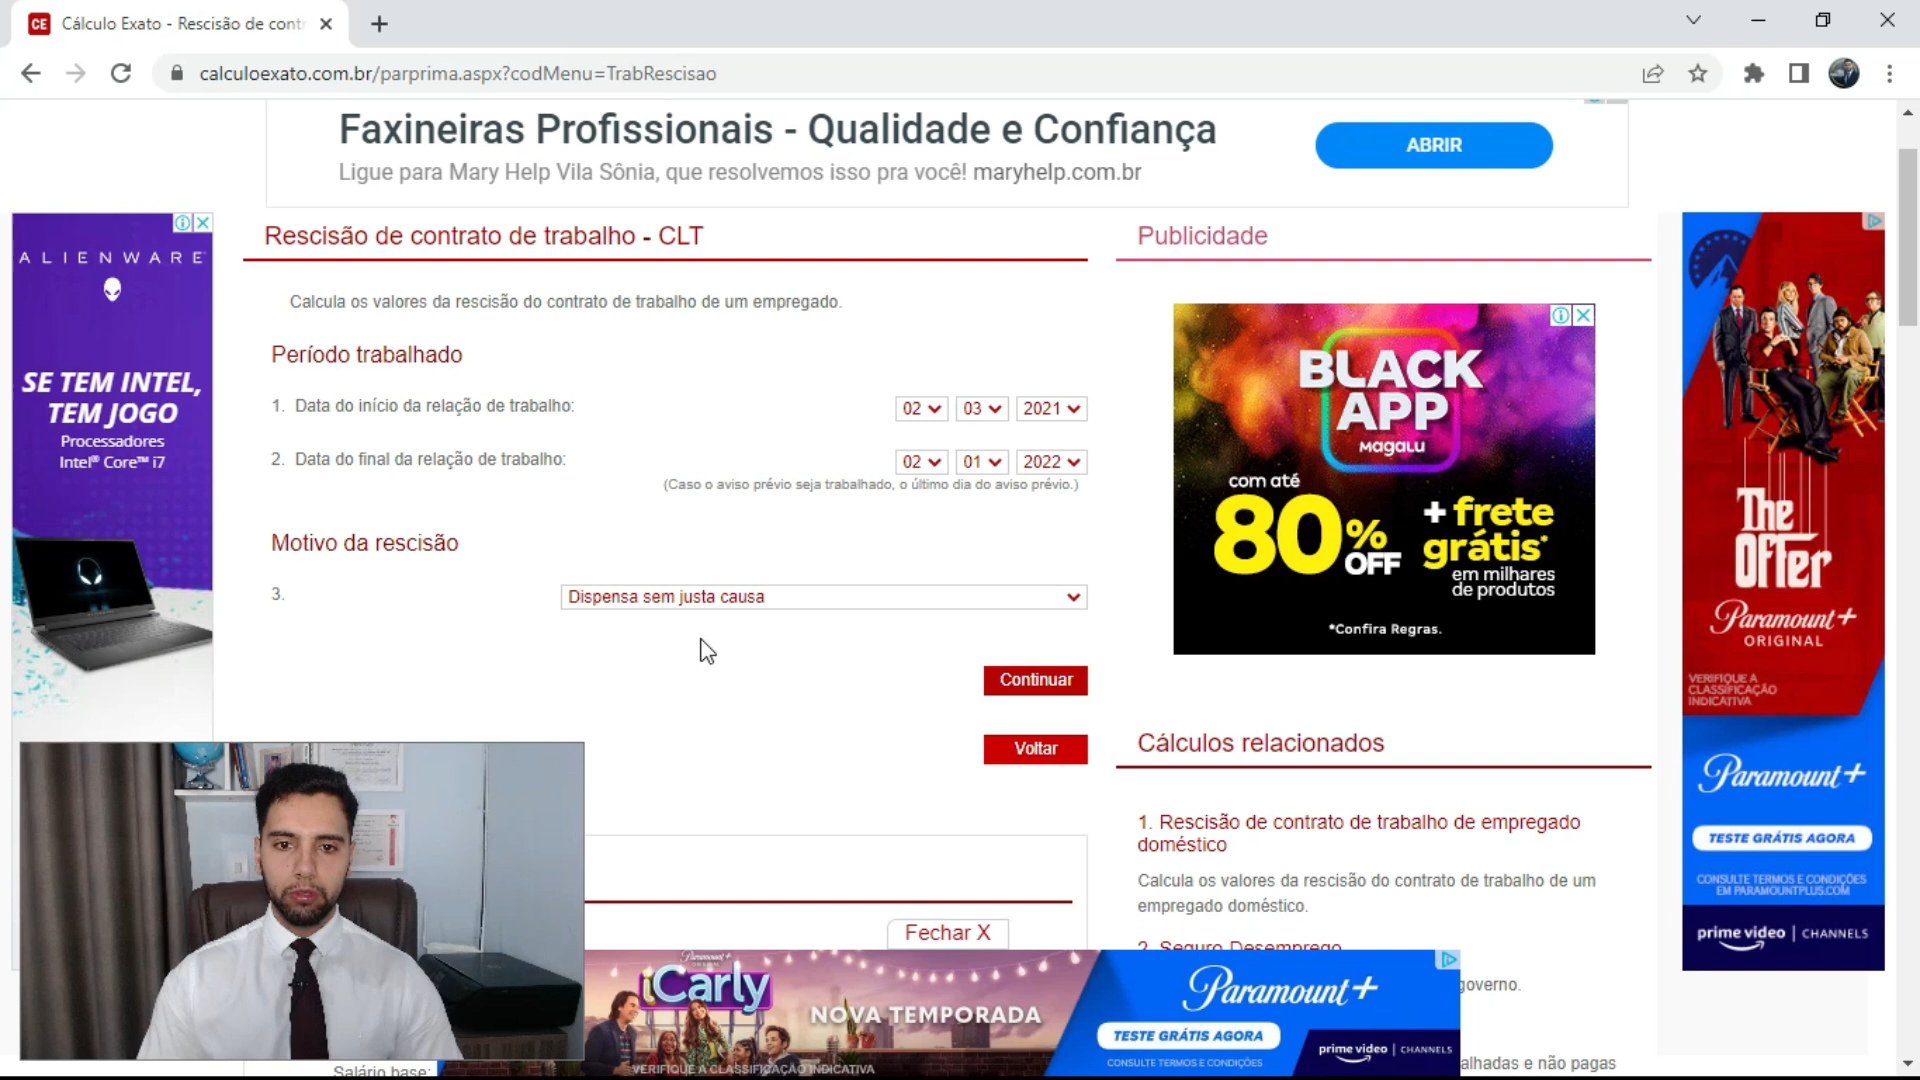 CE Cálculo Exato - Rescisão de contr
calculoexato.com.br/parprima.aspx?codMenu=TrabRescisao
Faxineiras Profissionais - Qualidade e Confiança
Ligue para Mary Help Vila Sônia, que resolvemos isso pra você! maryhelp.com.br
ABRIR
ALIENWARE
SE TEM INTEL,
TEM JOGO
Processadores
Intel® Core™ i7
Rescisão de contrato de trabalho - CLT
Calcula os valores da rescisão do contrato de trabalho de um empregado.
Período trabalhado
1. Data do início da relação de trabalho:
02 03 2021
2. Data do final da relação de trabalho:
02 01 2022
(Caso o aviso prévio seja trabalhado, o último dia do aviso prévio.)
Motivo da rescisão
3. Dispensa sem justa causa
Continuar
Voltar
Fechar X
Salário base:
Publicidade
BLACK
APP
MAGALU
com até
80% OFF
+ frete
grátis*
em milhares
de produtos
*Confira Regras.
Cálculos relacionados
1. Rescisão de contrato de trabalho de empregado
doméstico
Calcula os valores da rescisão do contrato de trabalho de um
empregado doméstico.
2. Seguro Desemprego
governo.
alhadas e não pagas
The
Offer
Paramount+
ORIGINAL
VERIFIQUE A
CLASSIFICAÇÃO
INDICATIVA
Paramount+
TESTE GRÁTIS AGORA
CONSULTE TERMOS E CONDIÇÕES
EM PARAMOUNTPLUS.COM
prime video | CHANNELS
Paramount+
ORIGINAL
iCarly
NOVA TEMPORADA
VERIFIQUE A CLASSIFICAÇÃO INDICATIVA
Paramount+
TESTE GRÁTIS AGORA
CONSULTE TERMOS E CONDIÇÕES
prime video | CHANNELS